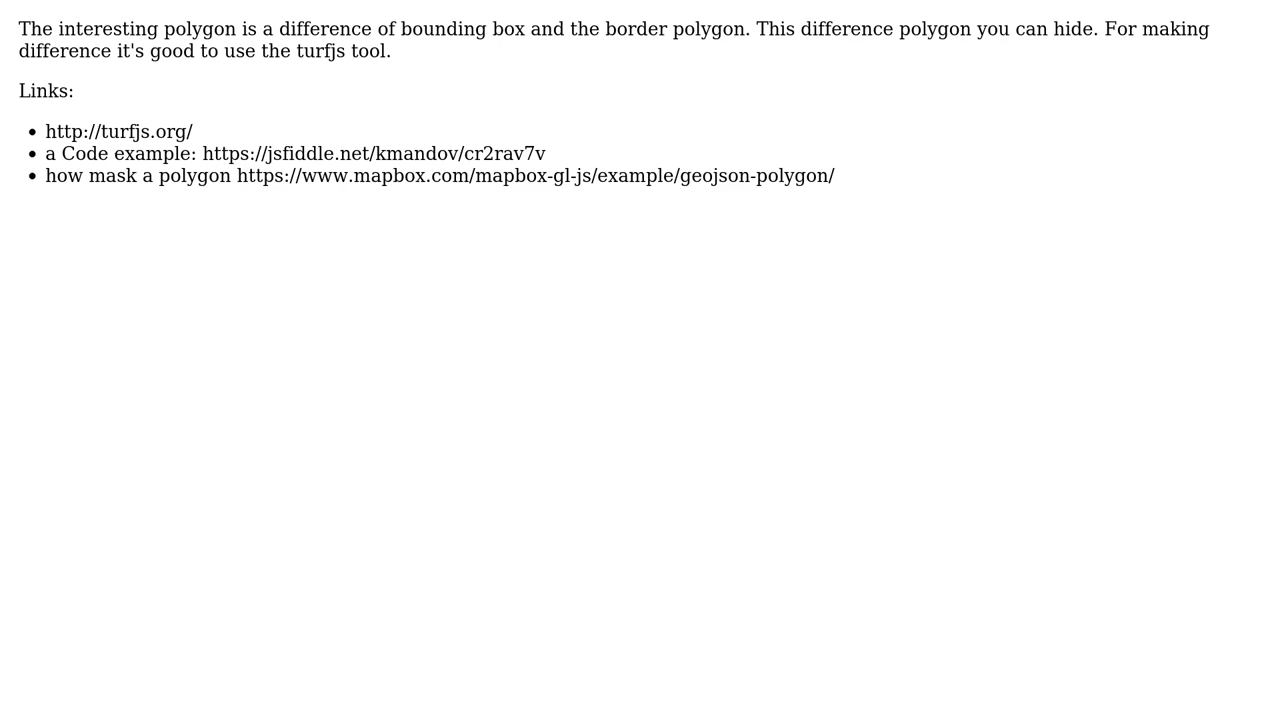 The interesting polygon is a difference of bounding box and the border polygon. This difference polygon you can hide. For making
difference it's good to use the turfjs tool.
Links:
• http://turfjs.org/
• a Code example: https://jsfiddle.net/kmandov/cr2rav7v
• how mask a polygon https://www.mapbox.com/mapbox-gl-js/example/geojson-polygon/